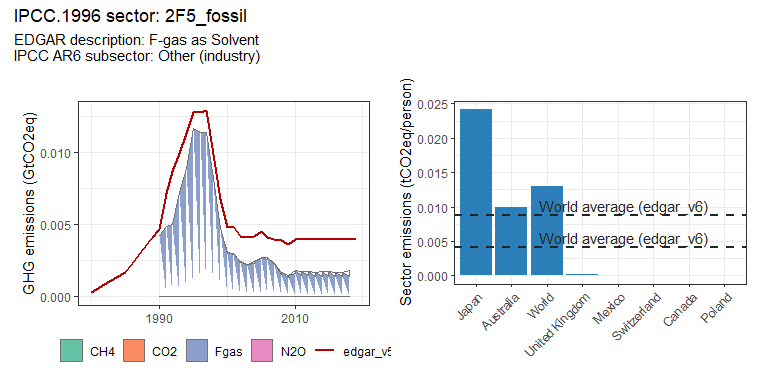 IPCC.1996 sector: 2F5_fossil
EDGAR description: F-gas as Solvent
IPCC AR6 subsector: Other (industry)
GHG emissions (GtCO2eq)
0.010
0.005
0.000
1990
2010
CH4
CO2
Fgas
N2O
edgar_v6
Sector emissions (tCO2eq/person)
0.025
0.020
0.015
0.010
0.005
0.000
World average (edgar_v6)
World average (edgar_v6)
Japan
Australia
World
United Kingdom
Mexico
Switzerland
Canada
Poland